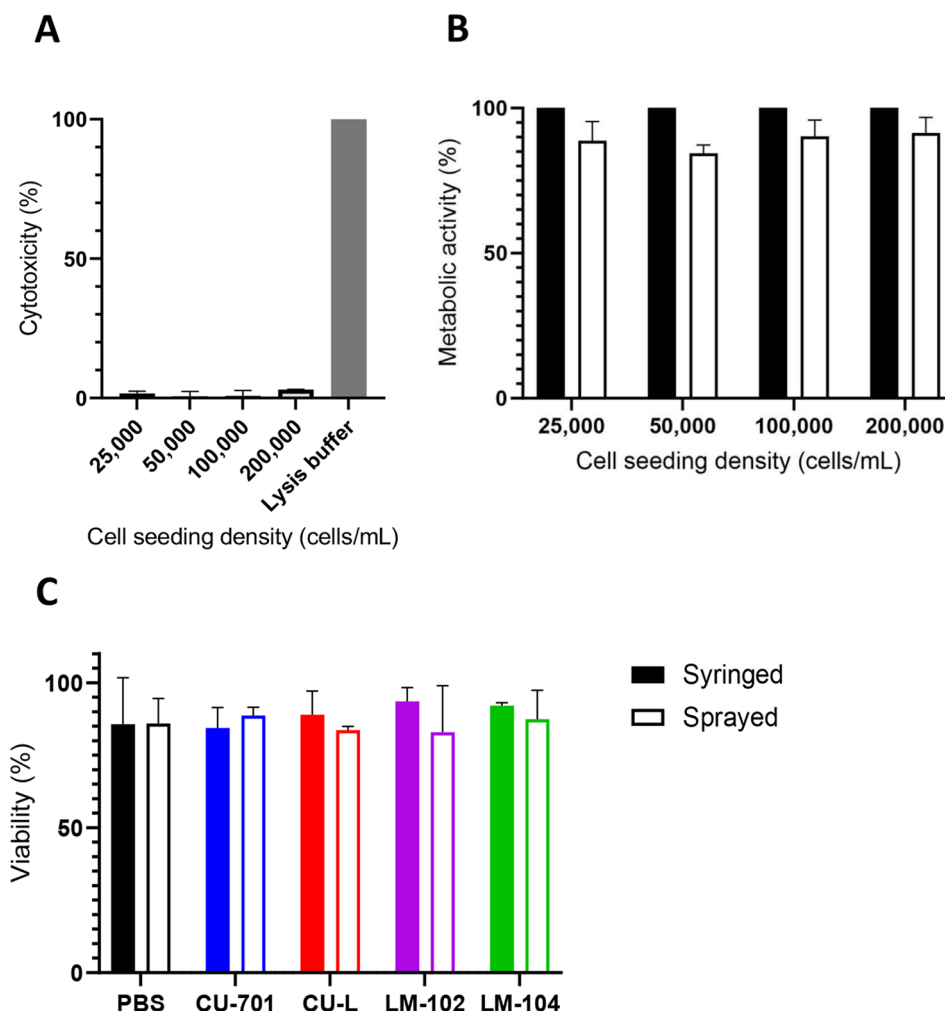 A
Cytotoxicity (%)
100
50
0
25,000
50,000
100,000
200,000
Lysis buffer
Cell seeding density (cells/mL)
B
Metabolic activity (%)
100
50
0
25,000
50,000
100,000
200,000
Cell seeding density (cells/mL)
C
Viability (%)
100
50
0
PBS
CU-701
CU-L
LM-102
LM-104
Syringed
Sprayed